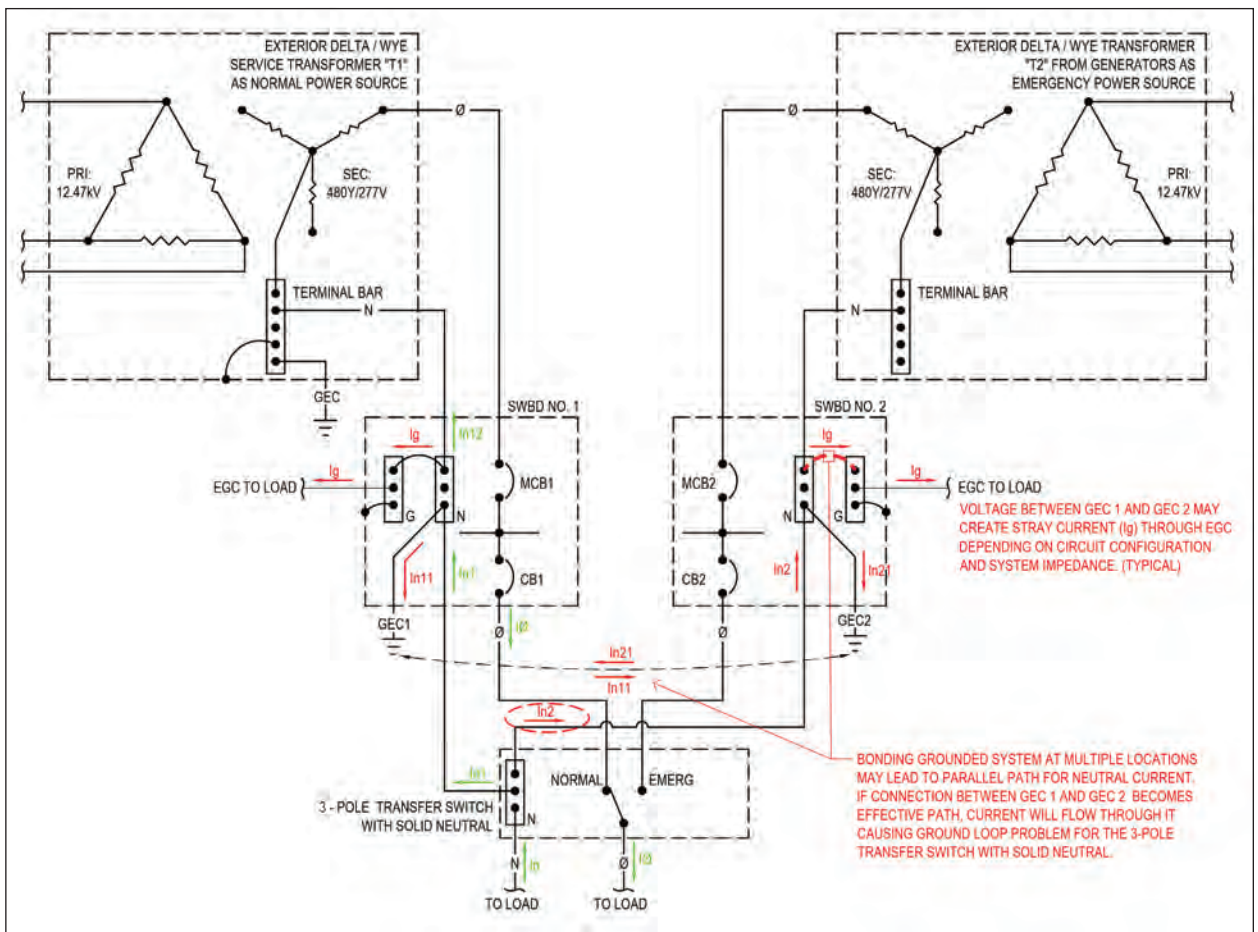 EXTERIOR DELTA / WYE
SERVICE TRANSFORMER "T1"
AS NORMAL POWER SOURCE
EXTERIOR DELTA / WYE TRANSFORMER
"T2" FROM GENERATORS AS
EMERGENCY POWER SOURCE
Ø
Ø
PRI:
12.47kV
SEC:
480Y/277V
SEC:
480Y/277V
PRI:
12.47kV
TERMINAL BAR
N
TERMINAL BAR
N
GEC
SWBD NO. 1
SWBD NO. 2
In12
Ig
Ig
Ig
Ig
EGC TO LOAD
MCB1
MCB2
EGC TO LOAD
G
N
N
G
VOLTAGE BETWEEN GEC 1 AND GEC 2 MAY
CREATE STRAY CURRENT (Ig) THROUGH EGC
DEPENDING ON CIRCUIT CONFIGURATION
AND SYSTEM IMPEDANCE. (TYPICAL)
In11
In1
CB1
CB2
In2
In21
GEC1
Ø
IØ
Ø
GEC2
In21
In11
In2
BONDING GROUNDED SYSTEM AT MULTIPLE LOCATIONS
MAY LEAD TO PARALLEL PATH FOR NEUTRAL CURRENT.
IF CONNECTION BETWEEN GEC 1 AND GEC 2 BECOMES
EFFECTIVE PATH, CURRENT WILL FLOW THROUGH IT
CAUSING GROUND LOOP PROBLEM FOR THE 3-POLE
TRANSFER SWITCH WITH SOLID NEUTRAL.
In1
NORMAL
EMERG
3 - POLE TRANSFER SWITCH
WITH SOLID NEUTRAL
N
N
In
Ø
IØ
TO LOAD
TO LOAD